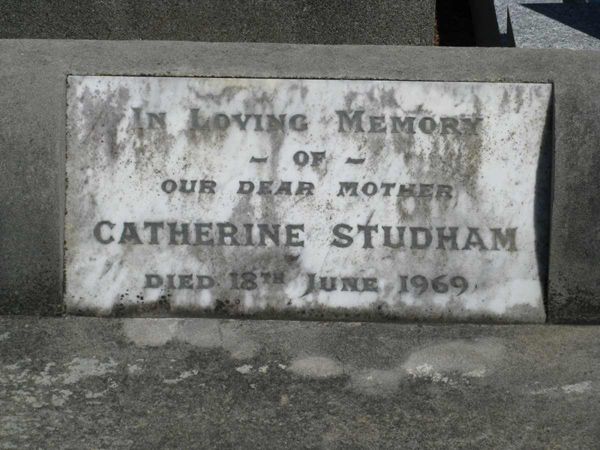 In Loving Memory
~ OF ~
OUR DEAR MOTHER
CATHERINE STUDHAM
Died 18th June 1969